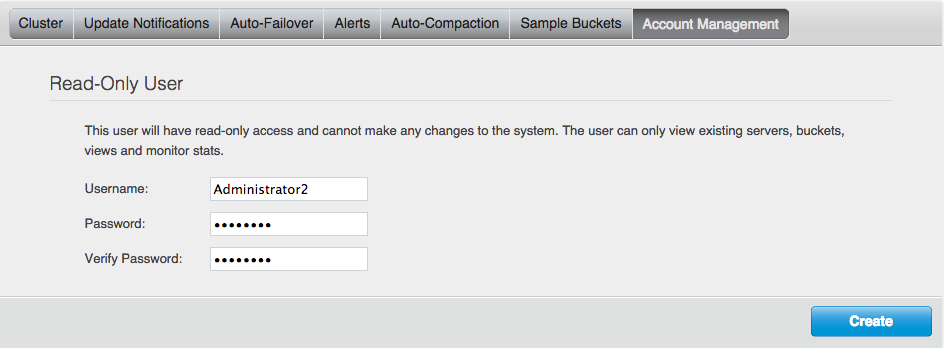 Cluster Update Notifications Auto-Failover Alerts Auto-Compaction Sample Buckets Account Management
Read-Only User
This user will have read-only access and cannot make any changes to the system. The user can only view existing servers, buckets,
views and monitor stats.
Username: Administrator2
Password: ••••••••
Verify Password: ••••••••
Create